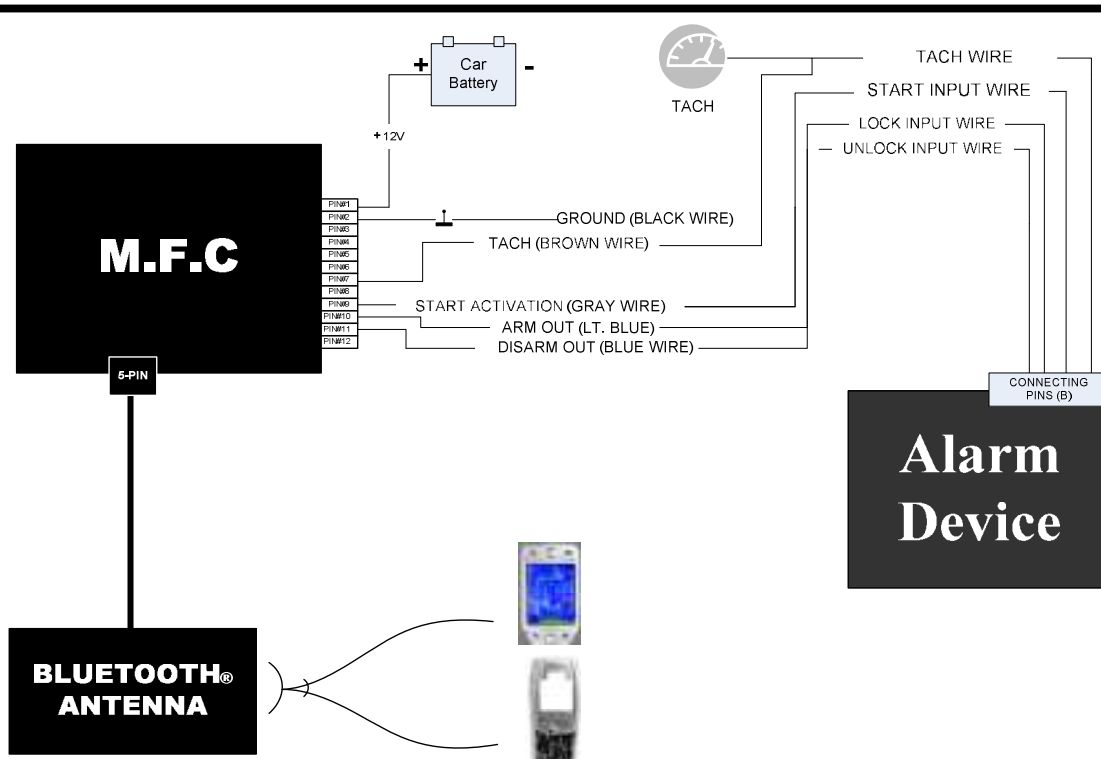 +
Car
Battery
-
+12V
TACH
TACH WIRE
START INPUT WIRE
LOCK INPUT WIRE
UNLOCK INPUT WIRE
M.F.C
PIN#1
PIN#2
PIN#3
PIN#4
PIN#5
PIN#6
PIN#7
PIN#8
PIN#9
PIN#10
PIN#11
PIN#12
GROUND (BLACK WIRE)
TACH (BROWN WIRE)
START ACTIVATION (GRAY WIRE)
ARM OUT (LT. BLUE)
DISARM OUT (BLUE WIRE)
5-PIN
CONNECTING
PINS (B)
Alarm
Device
BLUETOOTH®
ANTENNA